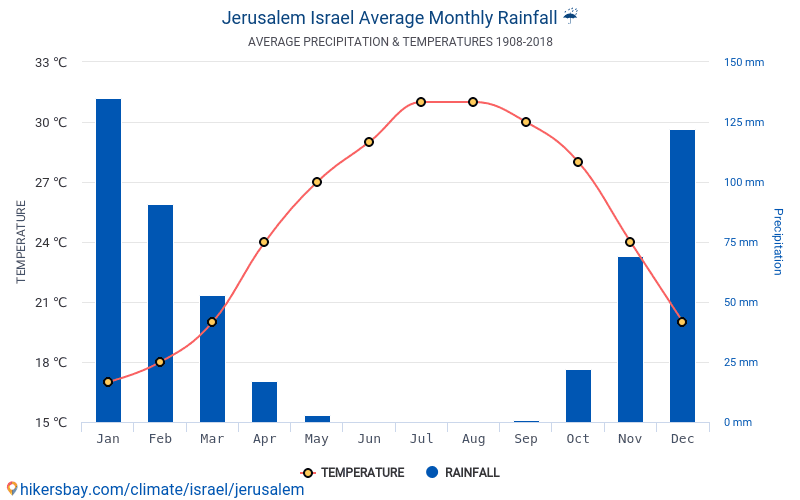 Jerusalem Israel Average Monthly Rainfall ☔
AVERAGE PRECIPITATION & TEMPERATURES 1908-2018
33 °C
30 °C
27 °C
24 °C
21 °C
18 °C
15 °C
TEMPERATURE
150 mm
125 mm
100 mm
75 mm
50 mm
25 mm
0 mm
Precipitation
Jan Feb Mar Apr May Jun Jul Aug Sep Oct Nov Dec
TEMPERATURE RAINFALL
hikersbay.com/climate/israel/jerusalem